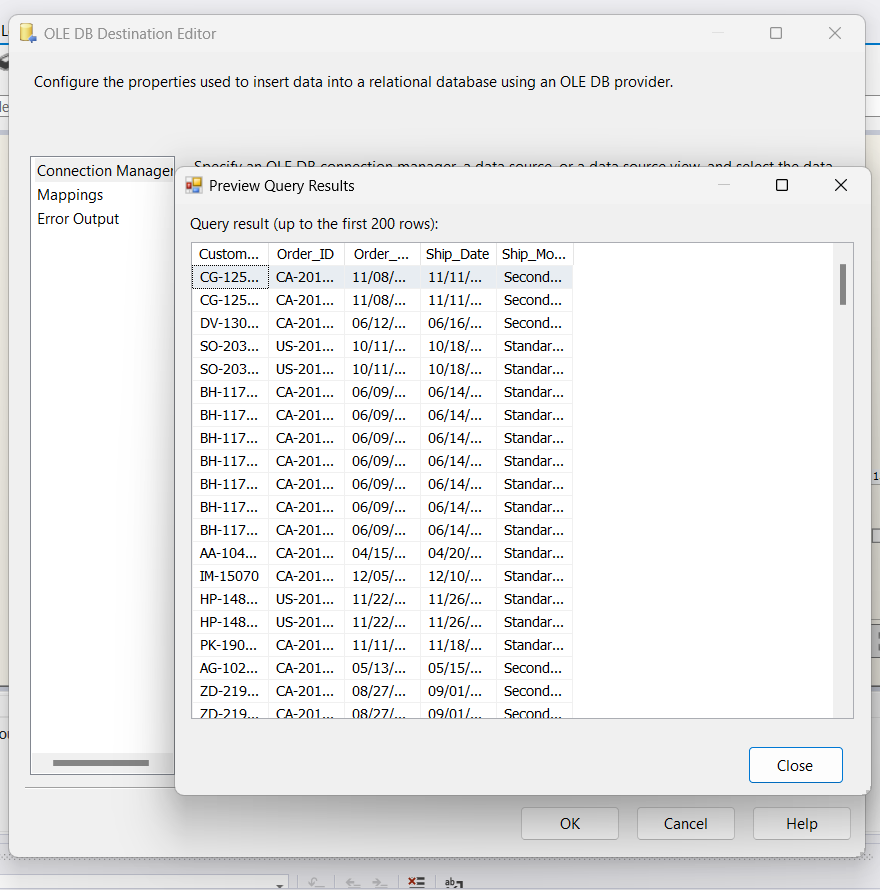 OLE DB Destination Editor
Configure the properties used to insert data into a relational database using an OLE DB provider.
Connection Manager
Mappings
Error Output
Specify an OLE DB connection manager, a data source, or a data source view, and select the data
Preview Query Results
Query result (up to the first 200 rows):
Custom... Order_ID Order_... Ship_Date Ship_Mo...
CG-125... CA-201... 11/08/... 11/11/... Second...
CG-125... CA-201... 11/08/... 11/11/... Second...
DV-130... CA-201... 06/12/... 06/16/... Second...
SO-203... US-201... 10/11/... 10/18/... Standar...
SO-203... US-201... 10/11/... 10/18/... Standar...
BH-117... CA-201... 06/09/... 06/14/... Standar...
BH-117... CA-201... 06/09/... 06/14/... Standar...
BH-117... CA-201... 06/09/... 06/14/... Standar...
BH-117... CA-201... 06/09/... 06/14/... Standar...
BH-117... CA-201... 06/09/... 06/14/... Standar...
BH-117... CA-201... 06/09/... 06/14/... Standar...
BH-117... CA-201... 06/09/... 06/14/... Standar...
AA-104... CA-201... 04/15/... 04/20/... Standar...
IM-15070 CA-201... 12/05/... 12/10/... Standar...
HP-148... US-201... 11/22/... 11/26/... Standar...
HP-148... US-201... 11/22/... 11/26/... Standar...
PK-190... CA-201... 11/11/... 11/18/... Standar...
AG-102... CA-201... 05/13/... 05/15/... Second...
ZD-219... CA-201... 08/27/... 09/01/... Second...
ZD-219... CA-201... 08/27/... 09/01/... Second...
Close
OK Cancel Help